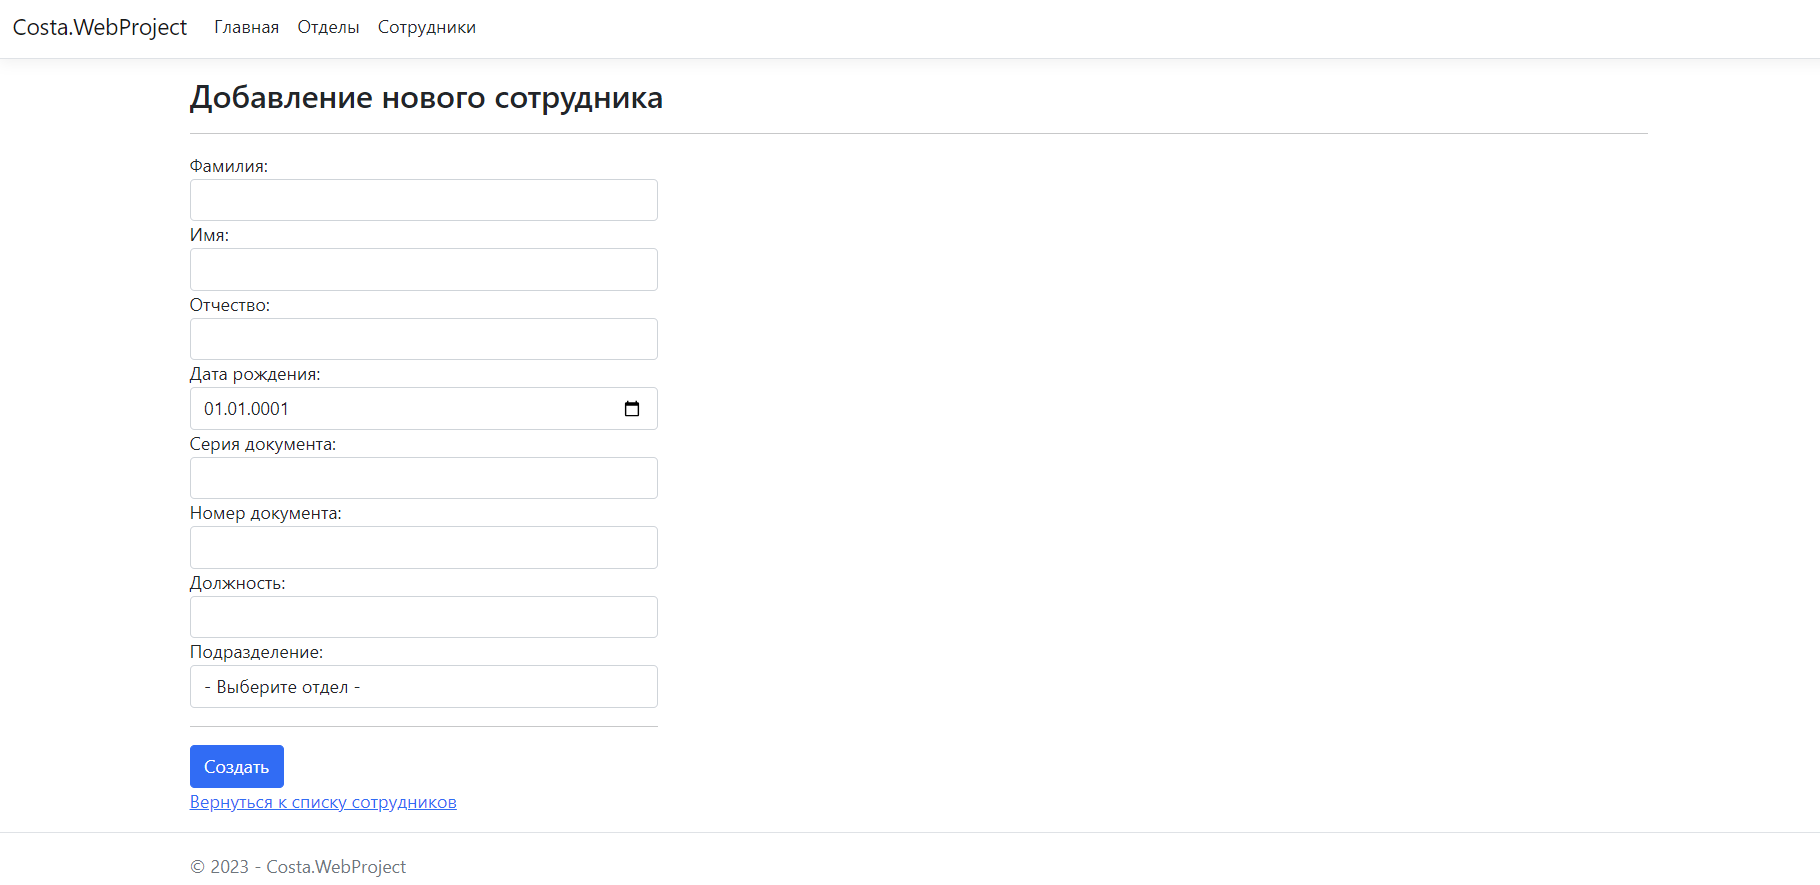 Costa.WebProject Главная Отделы Сотрудники
Добавление нового сотрудника
Фамилия:
Имя:
Отчество:
Дата рождения:
01.01.0001
Серия документа:
Номер документа:
Должность:
Подразделение:
- Выберите отдел -
Создать
Вернуться к списку сотрудников
© 2023 - Costa.WebProject